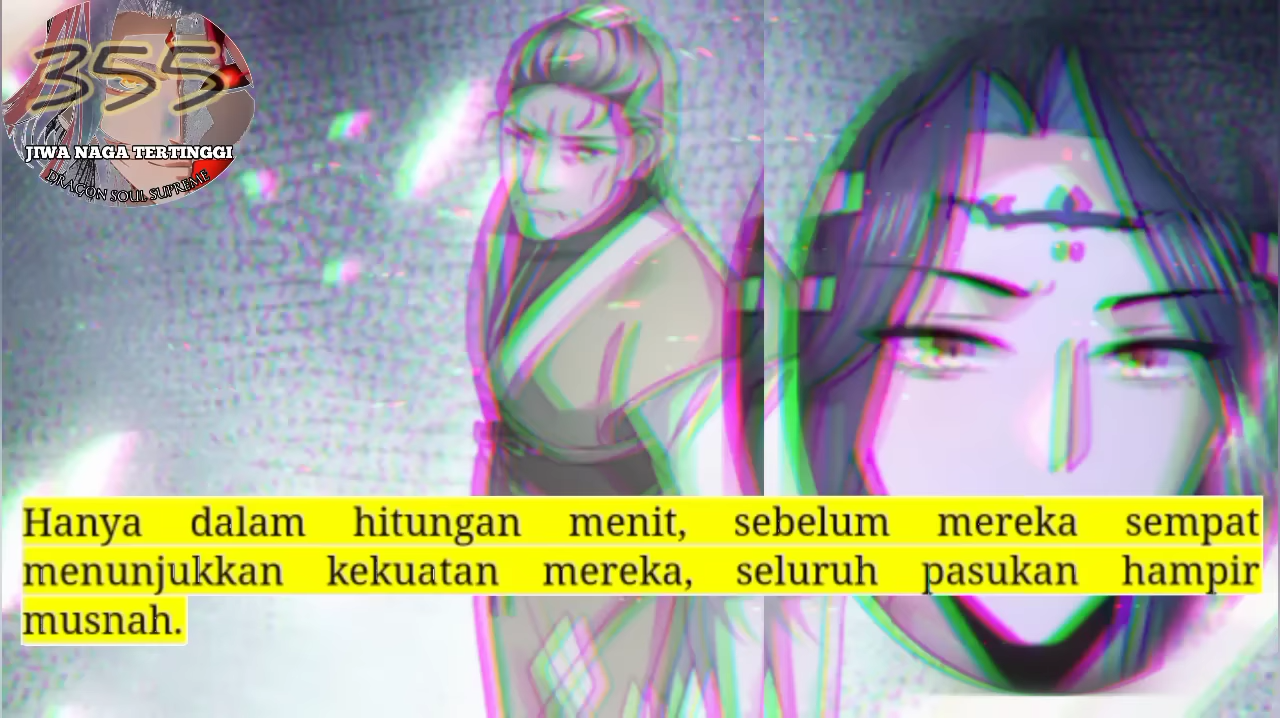 355
JIWA NAGA TERTINGGI
DRAGON SOUL SUPREME
Hanya dalam hitungan menit, sebelum mereka sempat
menunjukkan kekuatan mereka, seluruh pasukan hampir
musnah.